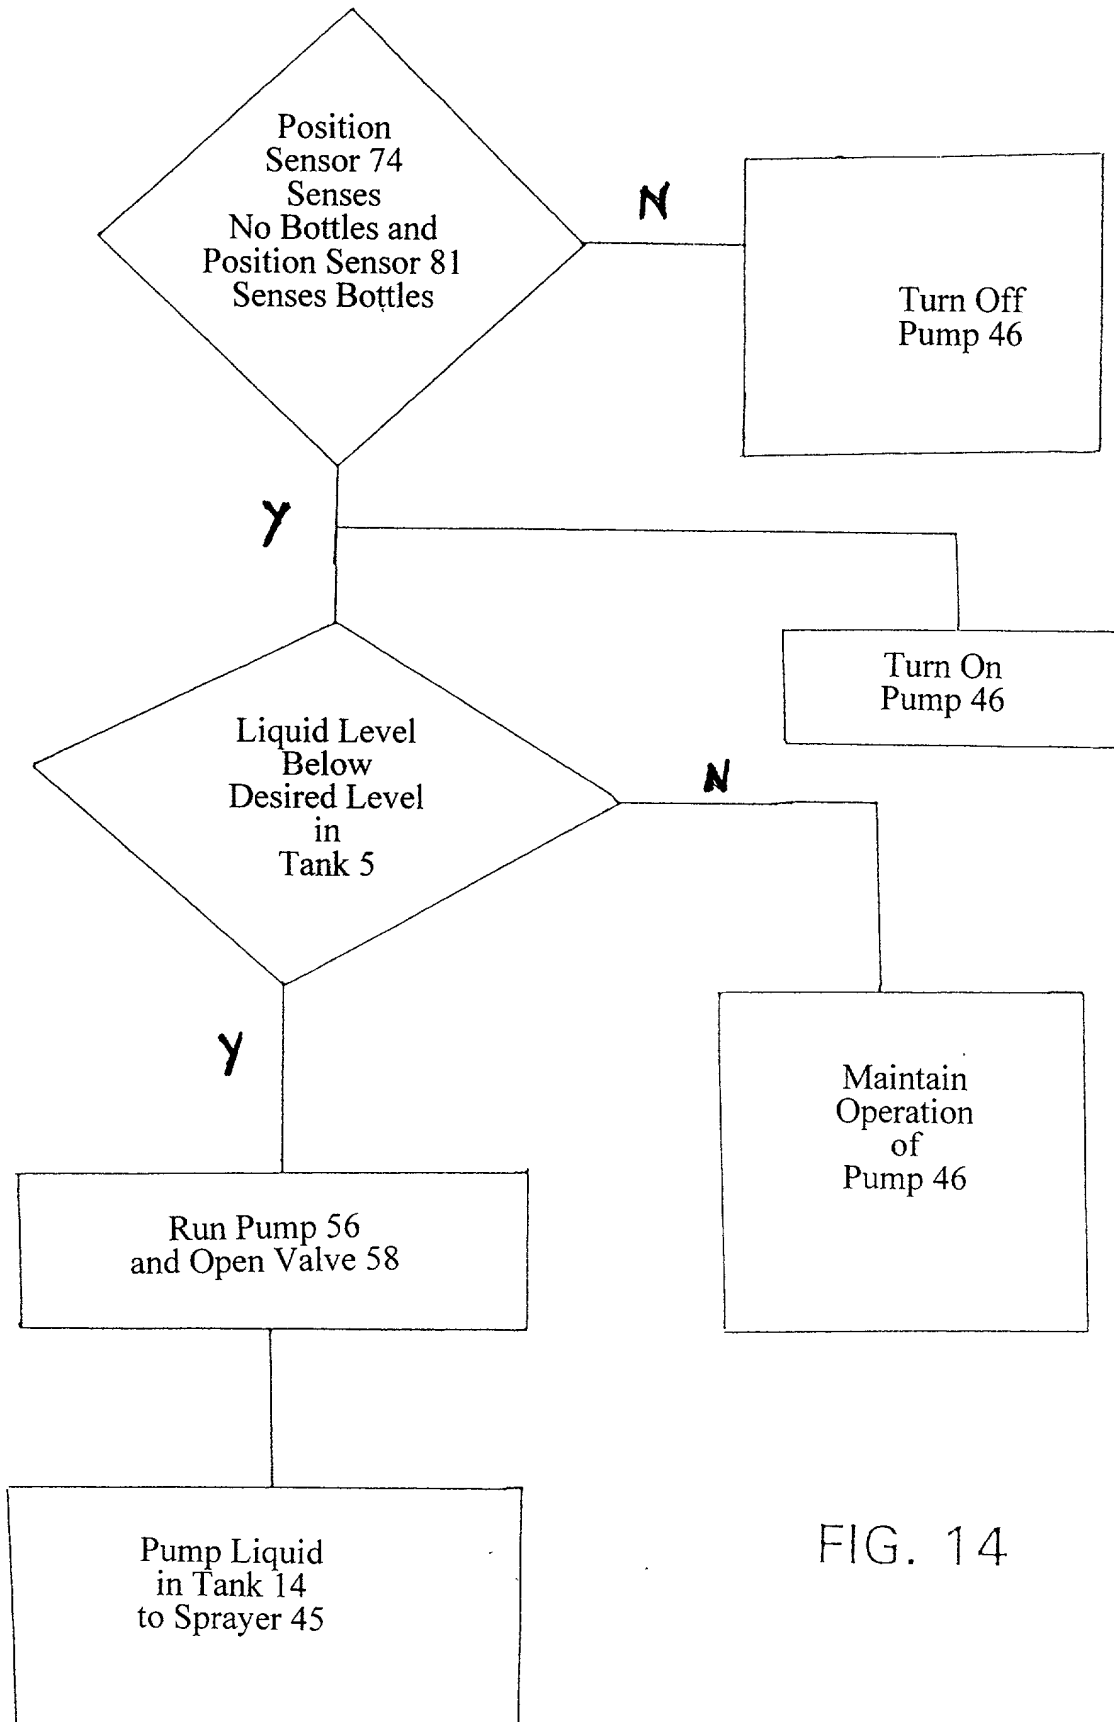 Position
Sensor 74
Senses
No Bottles and
Position Sensor 81
Senses Bottles
N
Turn Off
Pump 46
Y
Turn On
Pump 46
Liquid Level
Below
Desired Level
in
Tank 5
N
Y
Maintain
Operation
of
Pump 46
Run Pump 56
and Open Valve 58
Pump Liquid
in Tank 14
to Sprayer 45
FIG. 14